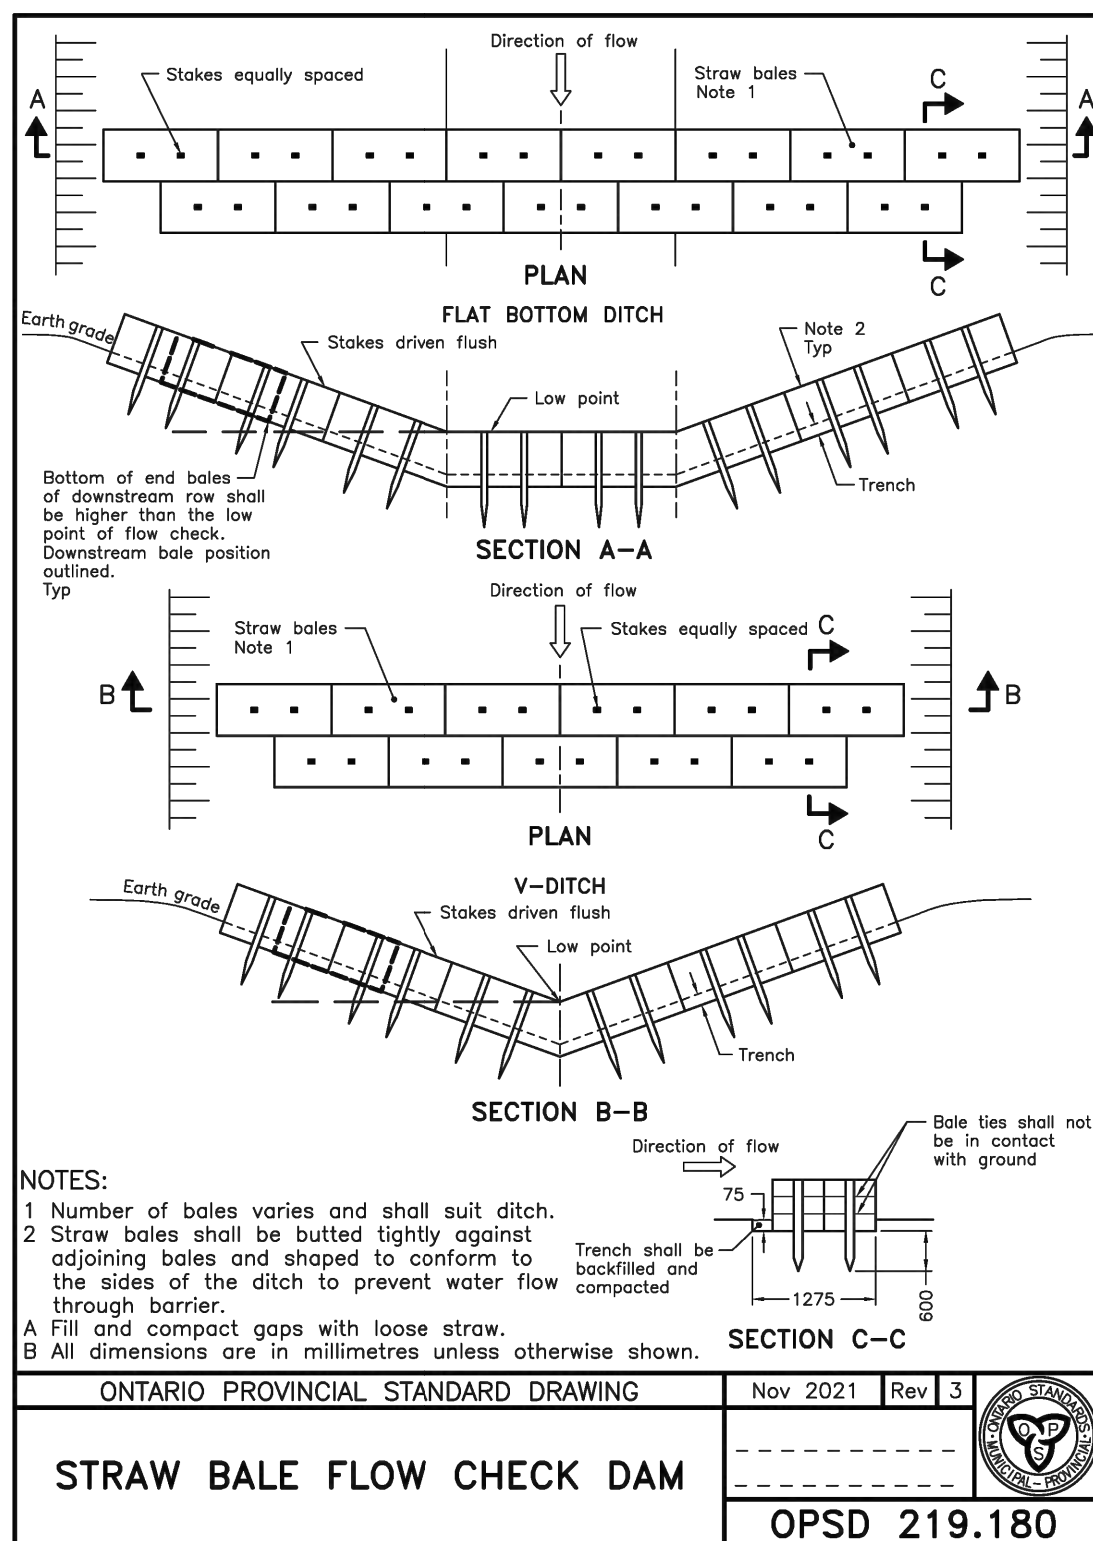 Direction of flow
Stakes equally spaced
Straw bales
Note 1
C
A
A
C
PLAN
FLAT BOTTOM DITCH
Earth grade
Stakes driven flush
Note 2
Typ
Low point
Bottom of end bales
of downstream row shall
be higher than the low
point of flow check.
Downstream bale position
outlined.
Typ
Trench
SECTION A-A
Direction of flow
Straw bales
Note 1
Stakes equally spaced
C
B
B
C
PLAN
V-DITCH
Earth grade
Stakes driven flush
Low point
Trench
SECTION B-B
Direction of flow
Bale ties shall not
be in contact
with ground
75
Trench shall be
backfilled and
compacted
1275
600
SECTION C-C
NOTES:
1 Number of bales varies and shall suit ditch.
2 Straw bales shall be butted tightly against
adjoining bales and shaped to conform to
the sides of the ditch to prevent water flow
through barrier.
A Fill and compact gaps with loose straw.
B All dimensions are in millimetres unless otherwise shown.
ONTARIO PROVINCIAL STANDARD DRAWING
Nov 2021
Rev
3
ONTARIO STANDARDS
MUNICIPAL-PROVINCIAL
O P
S
STRAW BALE FLOW CHECK DAM
OPSD 219.180